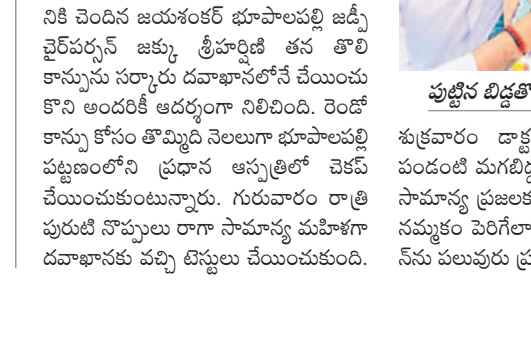 నికి చెందిన జయశంకర్ భూపాలపల్లి జడ్పీ
చైర్‌పర్సన్ జక్కు శ్రీహర్షిణి తన తొలి
కాన్పును సర్కారు దవాఖానలోనే చేయించు
కొని అందరికీ ఆదర్శంగా నిలిచింది. రెండో
కాన్పు కోసం తొమ్మిది నెలలుగా భూపాలపల్లి
పట్టణంలోని ప్రధాన ఆస్పత్రిలో చెకప్
చేయించుకుంటున్నారు. గురువారం రాత్రి
పురుటి నొప్పులు రాగా సామాన్య మహిళగా
దవాఖానకు వచ్చి టెస్టులు చేయించుకుంది.
పుట్టిన బిడ్డతో
శుక్రవారం డాక్ట
పండంటి మగబిడ్డ
సామాన్య ప్రజలక
నమ్మకం పెరిగేలా
న్‌ను పలువురు ప్ర